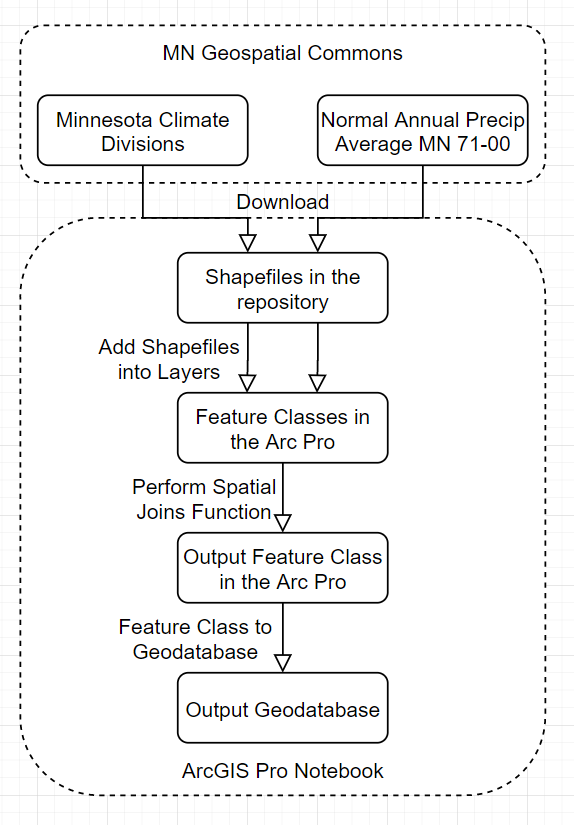 MN Geospatial Commons
Minnesota Climate
Divisions
Normal Annual Precip
Average MN 71-00
Download
Shapefiles in the
repository
Add Shapefiles
into Layers
Feature Classes in
the Arc Pro
Perform Spatial
Joins Function
Output Feature Class
in the Arc Pro
Feature Class to
Geodatabase
Output Geodatabase
ArcGIS Pro Notebook